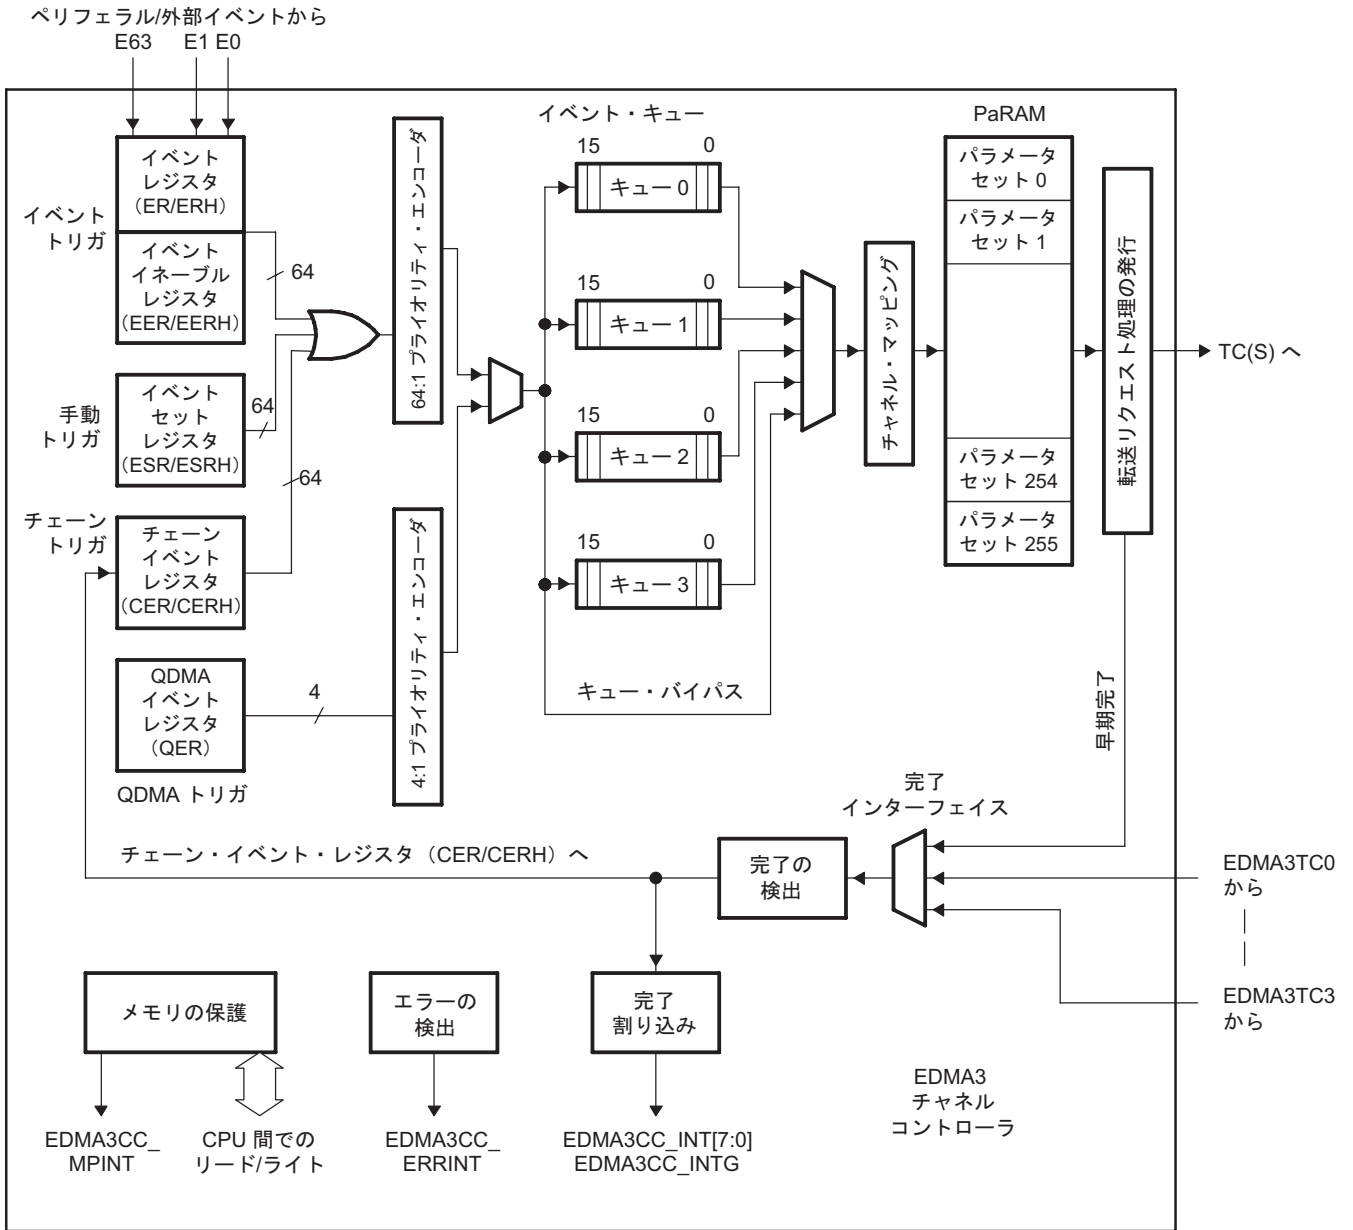 ペリフェラル/外部イベントから
E63 E1 E0
イベント
トリガ
イベント
レジスタ
(ER/ERH)
イベント
イネーブル
レジスタ
(EER/EERH)
64
手動
トリガ
イベント
セット
レジスタ
(ESR/ESRH)
64
チェーン
トリガ
チェーン
イベント
レジスタ
(CER/CERH)
64
QDMA
イベント
レジスタ
(QER)
4
QDMA トリガ
64:1 プライオリティ・エンコーダ
4:1 プライオリティ・エンコーダ
イベント・キュー
15 0
キュー 0
15 0
キュー 1
15 0
キュー 2
15 0
キュー 3
キュー・バイパス
チャネル・マッピング
PaRAM
パラメータ
セット 0
パラメータ
セット 1
パラメータ
セット 254
パラメータ
セット 255
転送リクエスト処理の発行
TC(S) へ
早期完了
完了
インターフェイス
チェーン・イベント・レジスタ(CER/CERH)へ
完了の
検出
EDMA3TC0
から
EDMA3TC3
から
メモリの保護
エラーの
検出
完了
割り込み
EDMA3CC_
MPINT
CPU 間での
リード/ライト
EDMA3CC_
ERRINT
EDMA3CC_INT[7:0]
EDMA3CC_INTG
EDMA3
チャネル
コントローラ